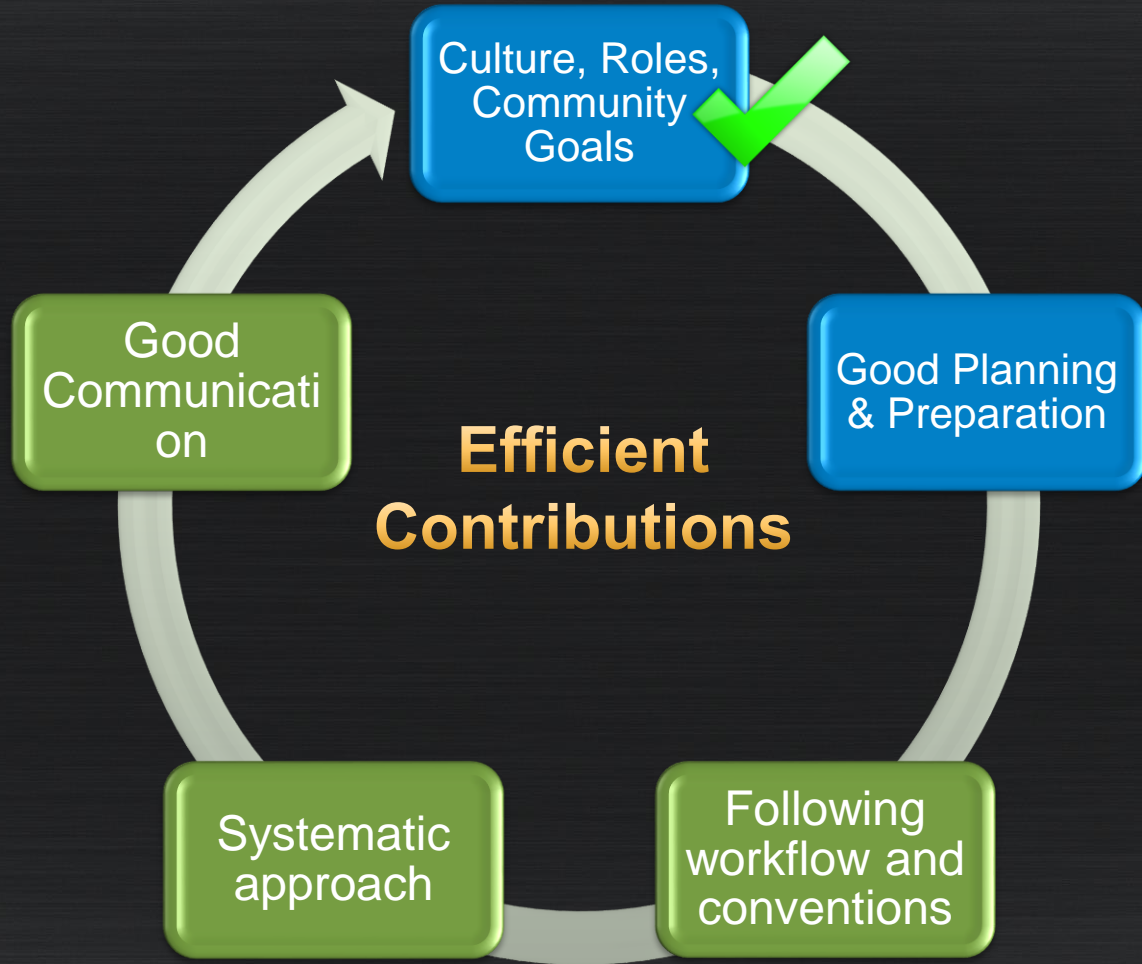 Culture, Roles,
Community
Goals
Good Planning
& Preparation
Following
workflow and
conventions
Systematic
approach
Good
Communicati
on
Efficient
Contributions